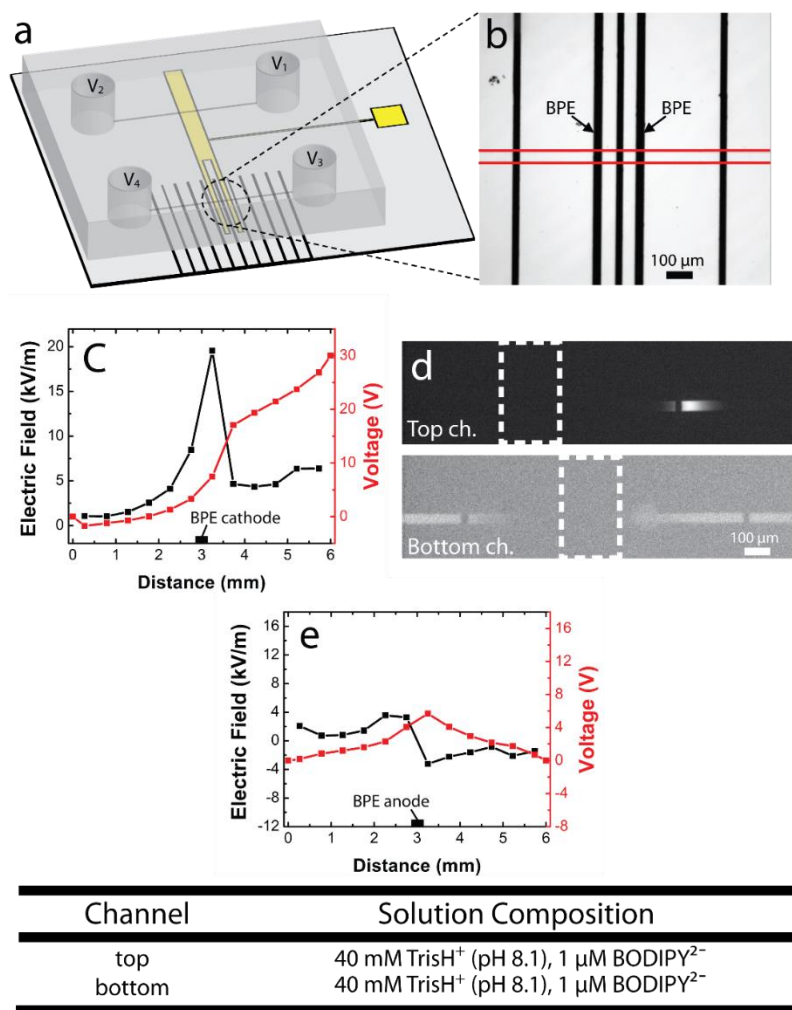 a
V₁
V₂
V₃
V₄
b
BPE
BPE
100 µm
C
Electric Field (kV/m)
20
15
10
5
0
Voltage (V)
30
20
10
0
BPE cathode
0 1 2 3 4 5 6
Distance (mm)
d
Top ch.
Bottom ch.
100 µm
e
Electric Field (kV/m)
16
12
8
4
0
-4
-8
-12
Voltage (V)
16
12
8
4
0
-4
-8
BPE anode
0 1 2 3 4 5 6
Distance (mm)
Channel Solution Composition
top 40 mM TrisH⁺ (pH 8.1), 1 µM BODIPY²⁻
bottom 40 mM TrisH⁺ (pH 8.1), 1 µM BODIPY²⁻